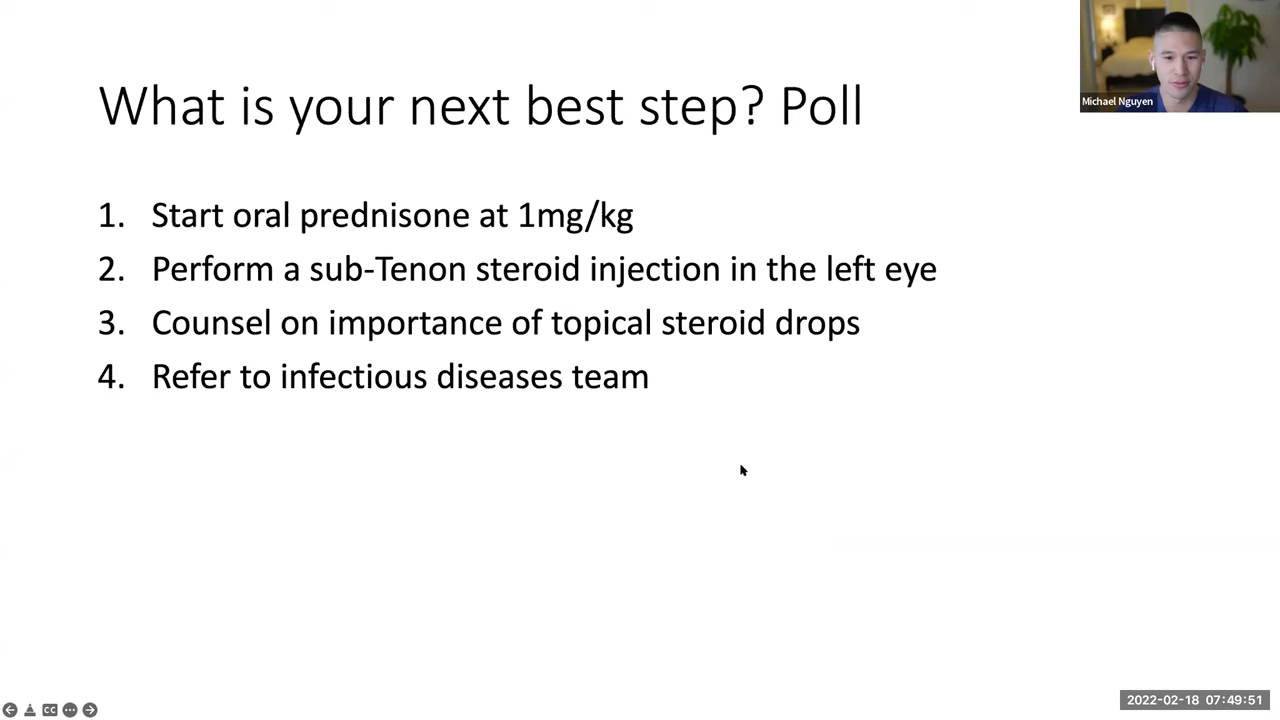 What is your next best step? Poll
Michael Nguyen
1. Start oral prednisone at 1mg/kg
2. Perform a sub-Tenon steroid injection in the left eye
3. Counsel on importance of topical steroid drops
4. Refer to infectious diseases team
CC
2022-02-18 07:49:51